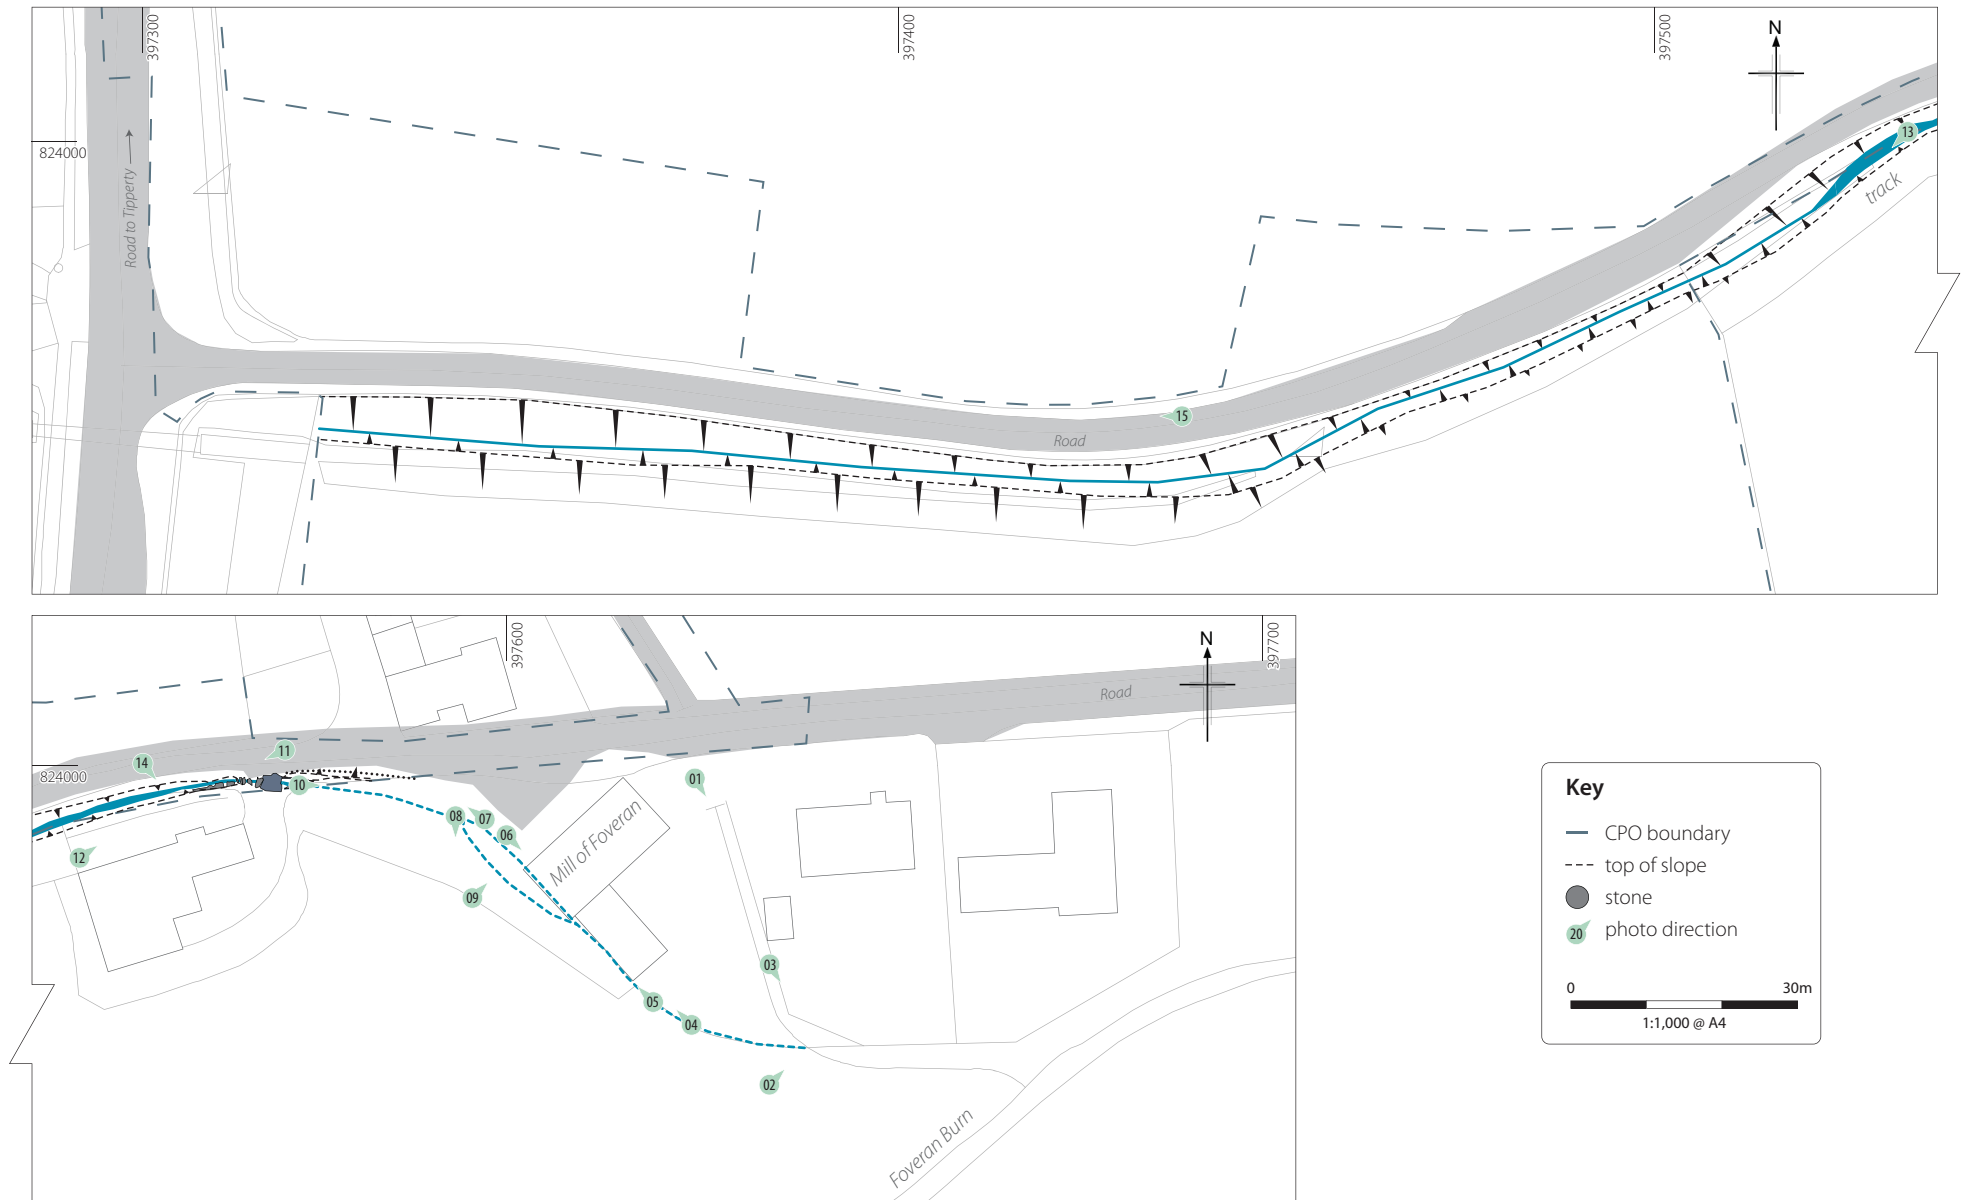 397300
397400
397500
N
13
824000
track
Road to Tipperty
15
Road
397600
N
397700
Road
11
14
824000
10
01
08
07
06
12
Mill of Foveran
09
03
05
04
02
Foveran Burn
Key
CPO boundary
top of slope
stone
20 photo direction
0 30m
1:1,000 @ A4